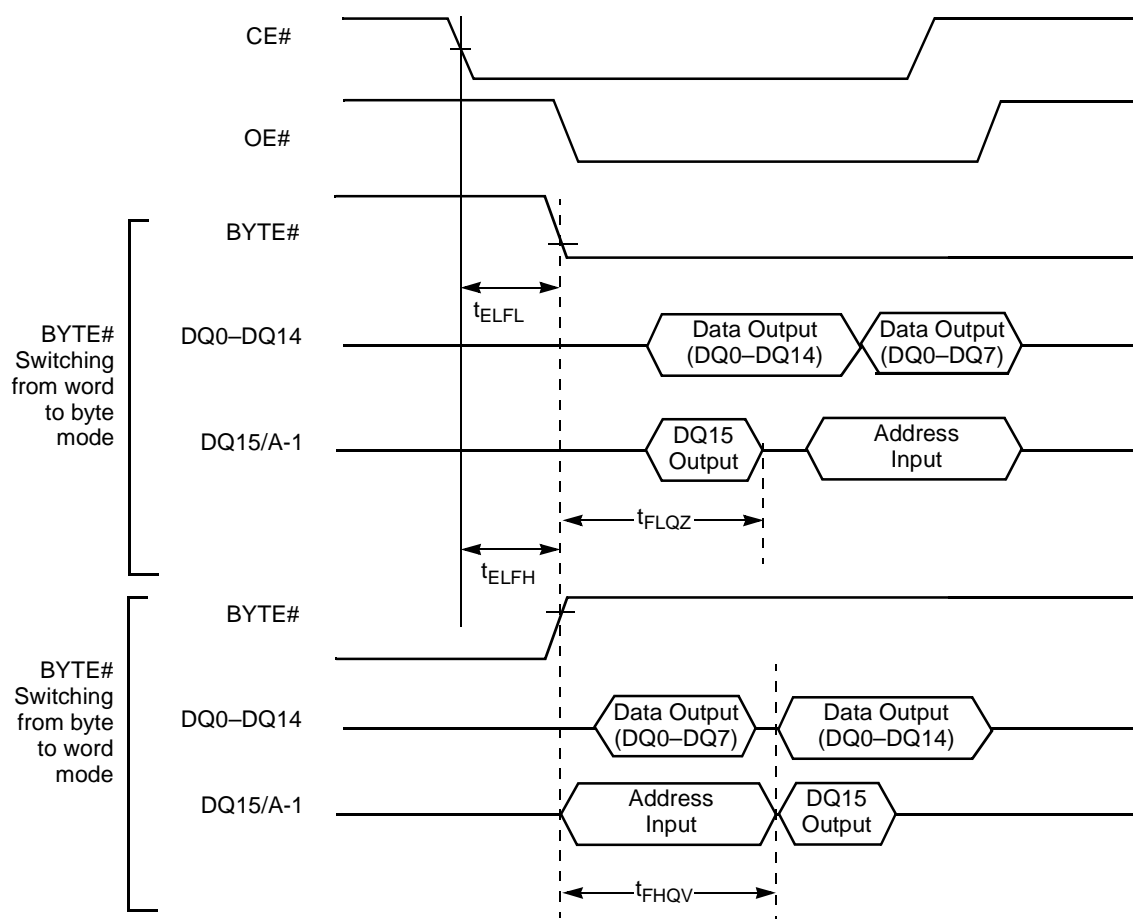 CE#
OE#
BYTE#
Switching
from word
to byte
mode
BYTE#
tELFL
DQ0–DQ14
Data Output
(DQ0–DQ14)
Data Output
(DQ0–DQ7)
DQ15/A-1
DQ15
Output
Address
Input
tFLQZ
tELFH
BYTE#
Switching
from byte
to word
mode
BYTE#
DQ0–DQ14
Data Output
(DQ0–DQ7)
Data Output
(DQ0–DQ14)
DQ15/A-1
Address
Input
DQ15
Output
tFHQV